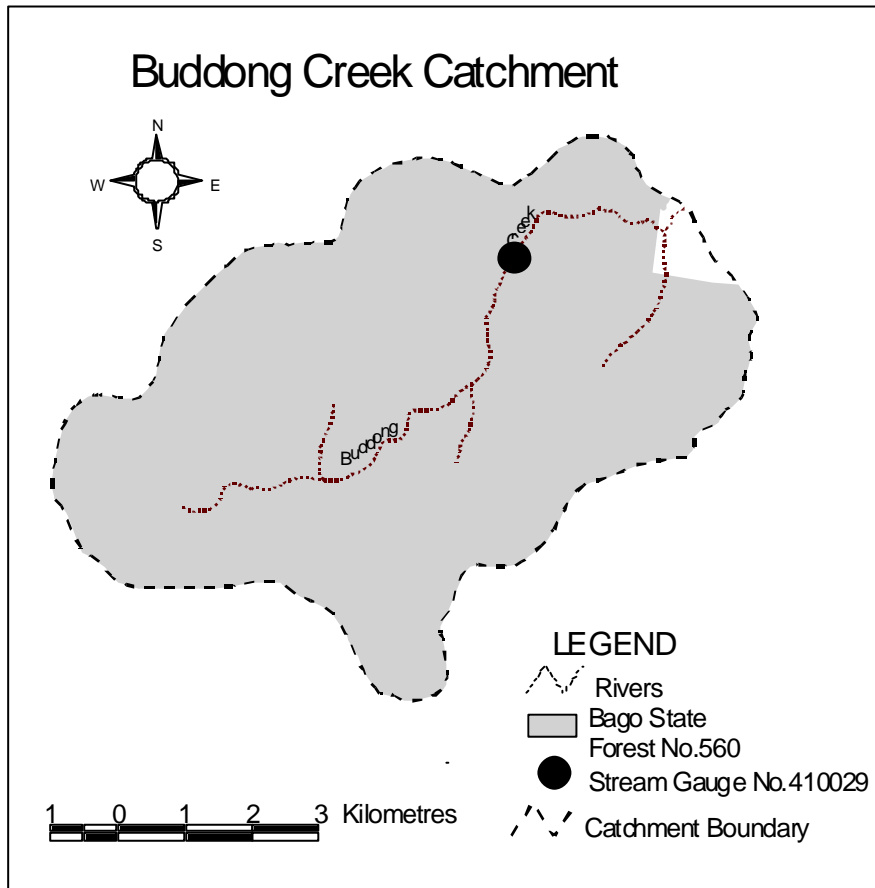 Buddong Creek Catchment
N
W E
S
Creek
Buddong
LEGEND
Rivers
Bago State
Forest No.560
Stream Gauge No.410029
Catchment Boundary
1 0 1 2 3 Kilometres